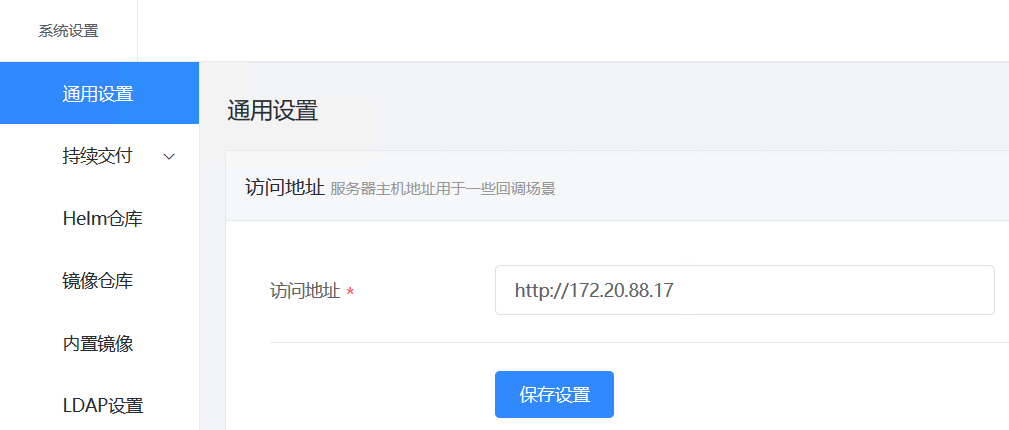 系统设置
通用设置
持续交付
Helm仓库
镜像仓库
内置镜像
LDAP设置
通用设置
访问地址 服务器主机地址用于一些回调场景
访问地址 *
http://172.20.88.17
保存设置